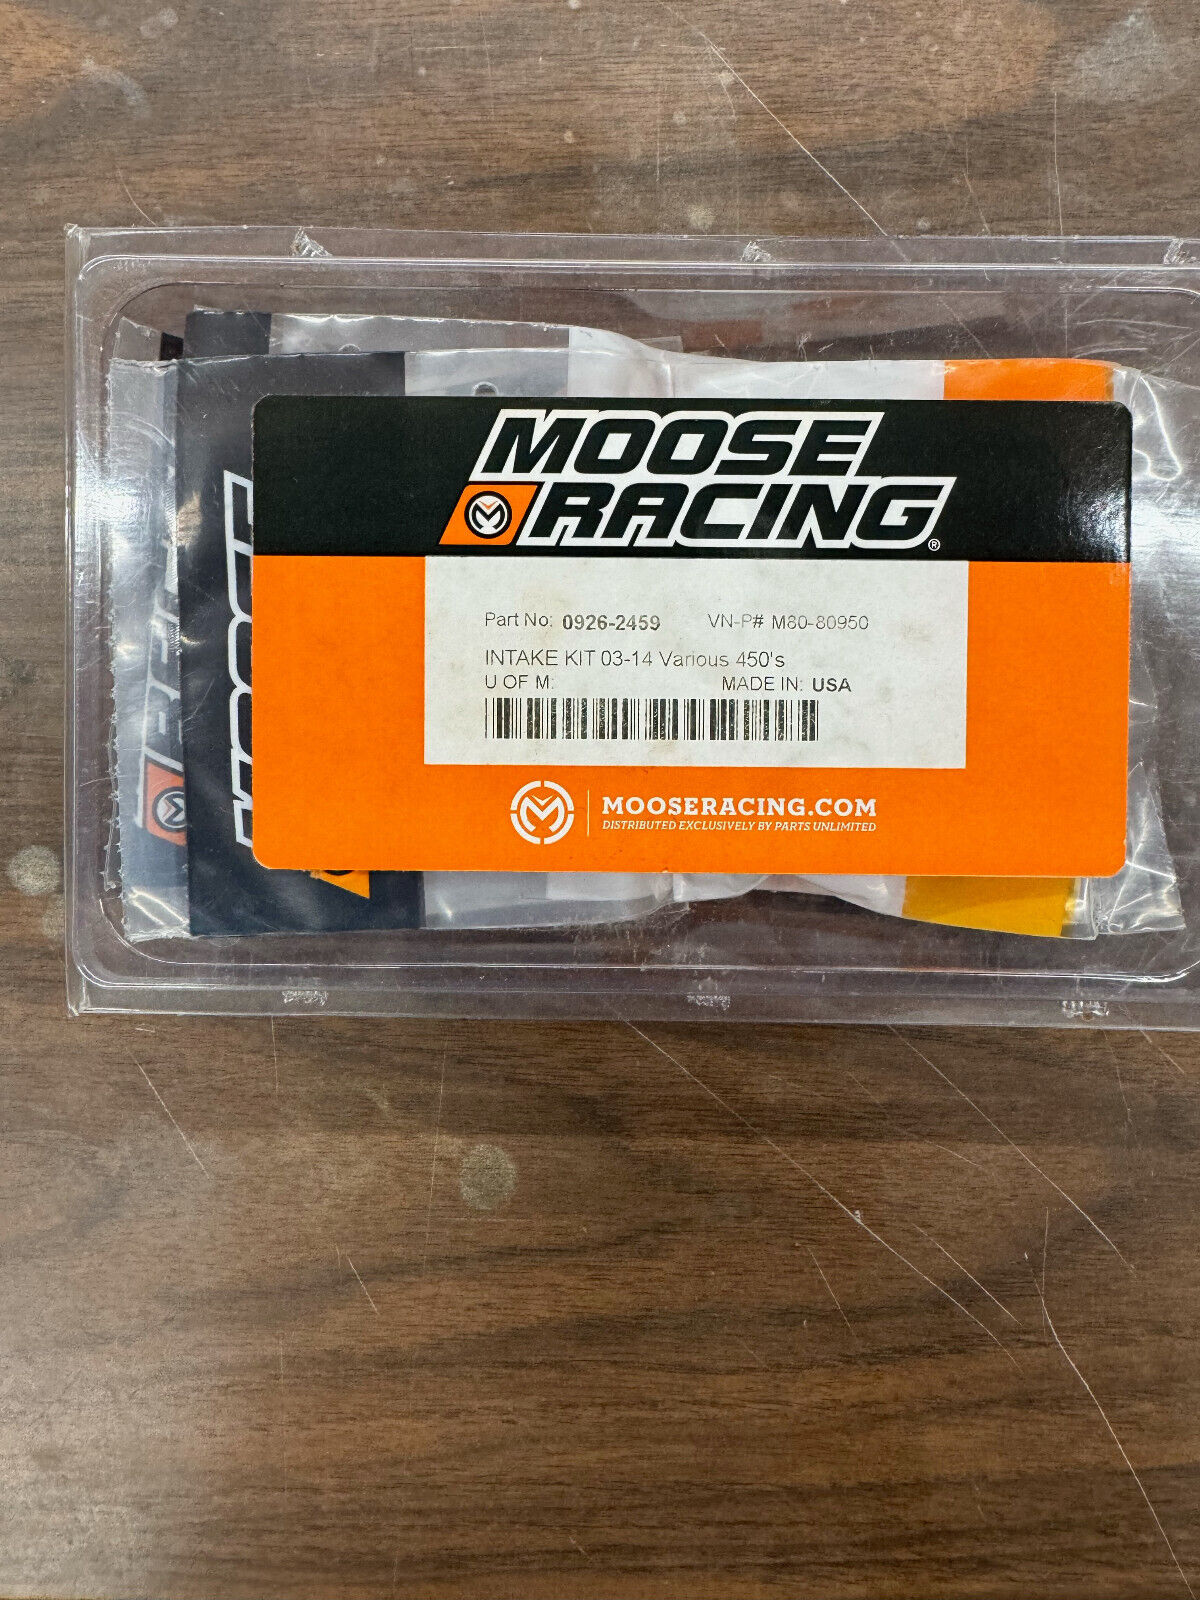 MOOSE
RACING®
Part No: 0926-2459 VN-P# M80-80950
INTAKE KIT 03-14 Various 450's
U OF M: MADE IN: USA
MOOSERACING.COM
DISTRIBUTED EXCLUSIVELY BY PARTS UNLIMITED